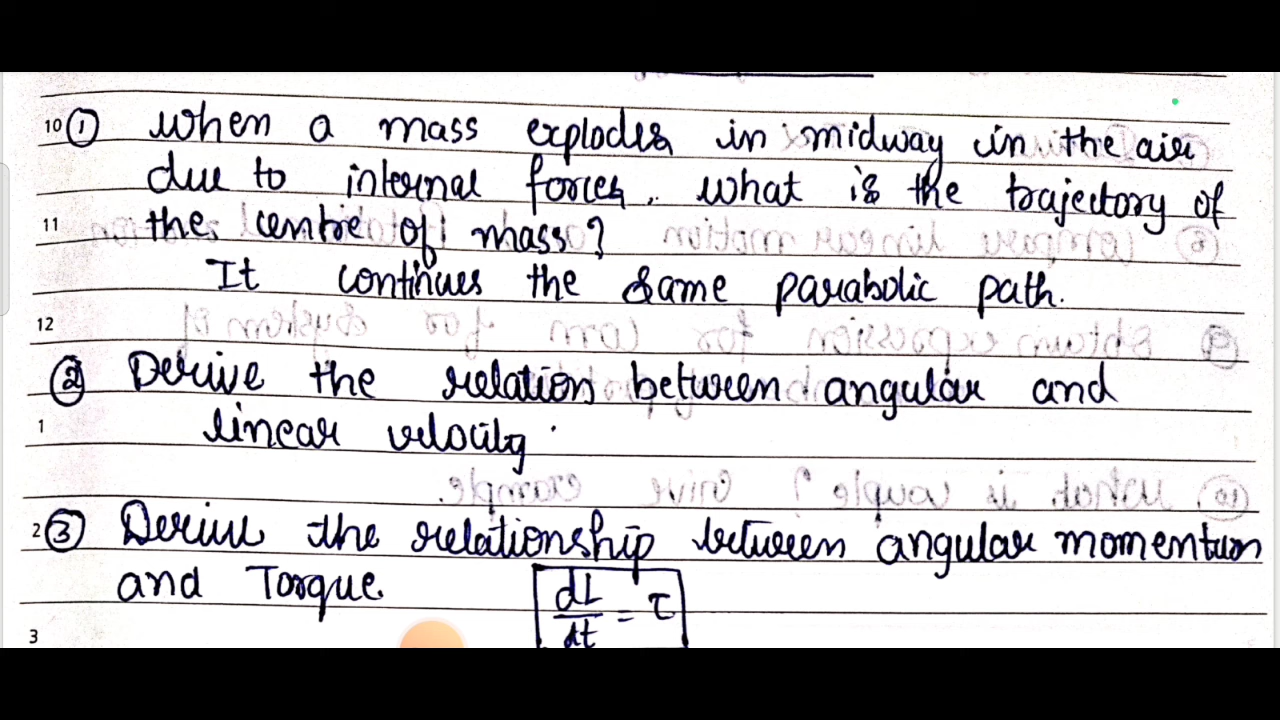 10 ① When a mass explodes in midway in the air
due to internal forces. what is the trajectory of
11 the centre of mass?
It continues the same parabolic path.
12
② Derive the relation between angular and
1 linear velocity.
2 ③ Derive the relationship between angular momentum
and Torque. dL/dt = τ
3